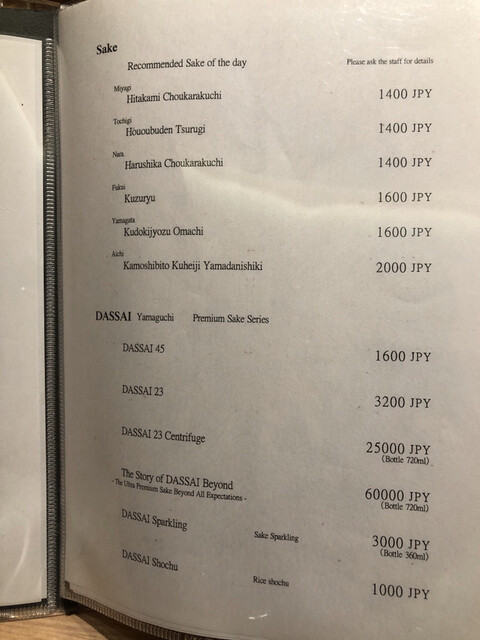 Sake
Recommended Sake of the day Please ask the staff for details
Miyagi
Hitakami Choukarakuchi 1400 JPY
Tochigi
Hououbuden Tsurugi 1400 JPY
Nara
Harushika Choukarakuchi 1400 JPY
Fukui
Kuzuryu 1600 JPY
Yamagata
Kudokijyozu Omachi 1600 JPY
Aichi
Kamoshibito Kuheiji Yamadanishiki 2000 JPY
DASSAI Yamaguchi Premium Sake Series
DASSAI 45 1600 JPY
DASSAI 23 3200 JPY
DASSAI 23 Centrifuge 25000 JPY
(Bottle 720ml)
The Story of DASSAI Beyond 60000 JPY
- The Ultra Premium Sake Beyond All Expectations - (Bottle 720ml)
DASSAI Sparkling Sake Sparkling 3000 JPY
(Bottle 360ml)
DASSAI Shochu Rice shochu 1000 JPY